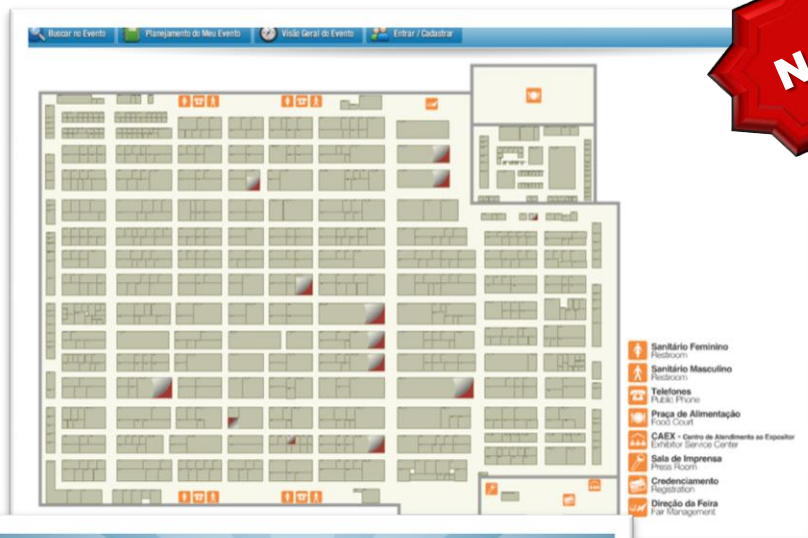 Buscar no Evento
Planejamento do Meu Evento
Visão Geral do Evento
Entrar / Cadastrar
Sanitário Feminino
Restroom
Sanitário Masculino
Restroom
Telefones
Public Phone
Praça de Alimentação
Food Court
CAEX - Centro de Atendimento ao Expositor
Exhibitor Service Center
Sala de Imprensa
Press Room
Credenciamento
Registration
Direção da Feira
Fair Management